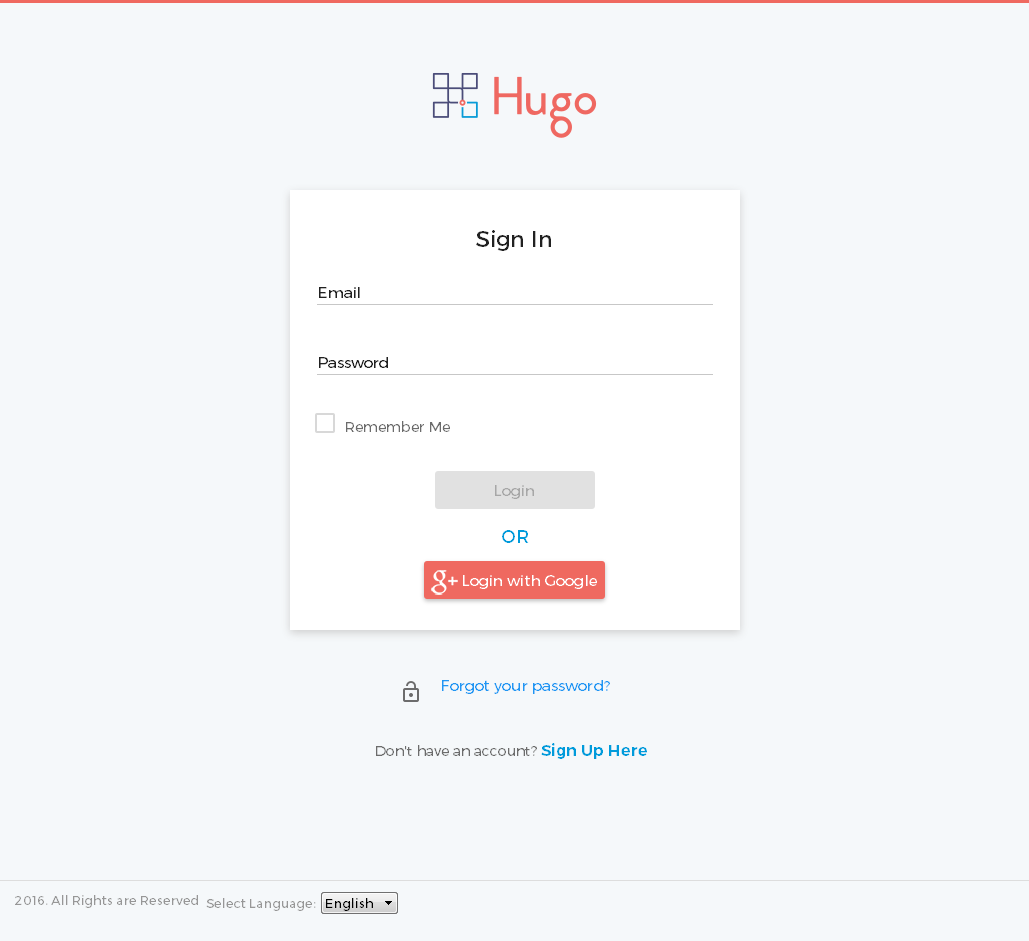 Hugo
Sign In
Email
Password
Remember Me
Login
OR
g+ Login with Google
Forgot your password?
Don't have an account? Sign Up Here
2016. All Rights are Reserved Select Language: English